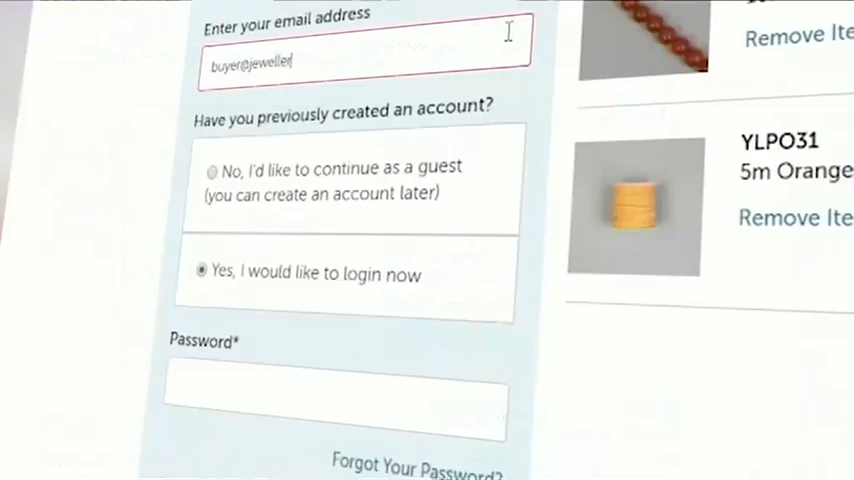 Enter your email address
buyer@jeweller
Have you previously created an account?
No, I'd like to continue as a guest
(you can create an account later)
Yes, I would like to login now
Password*
Forgot Your Password?
Remove Ite
YLPO31
5m Orange
Remove Ite